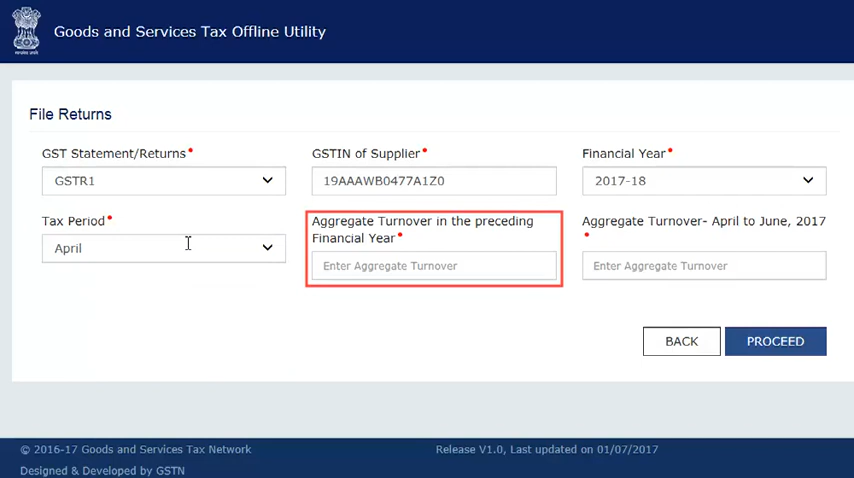 Goods and Services Tax Offline Utility
File Returns
GST Statement/Returns•
GSTR1
GSTIN of Supplier•
19AAAWB0477A1Z0
Financial Year•
2017-18
Tax Period•
April
Aggregate Turnover in the preceding
Financial Year•
Enter Aggregate Turnover
Aggregate Turnover- April to June, 2017
•
Enter Aggregate Turnover
BACK
PROCEED
© 2016-17 Goods and Services Tax Network
Release V1.0, Last updated on 01/07/2017
Designed & Developed by GSTN